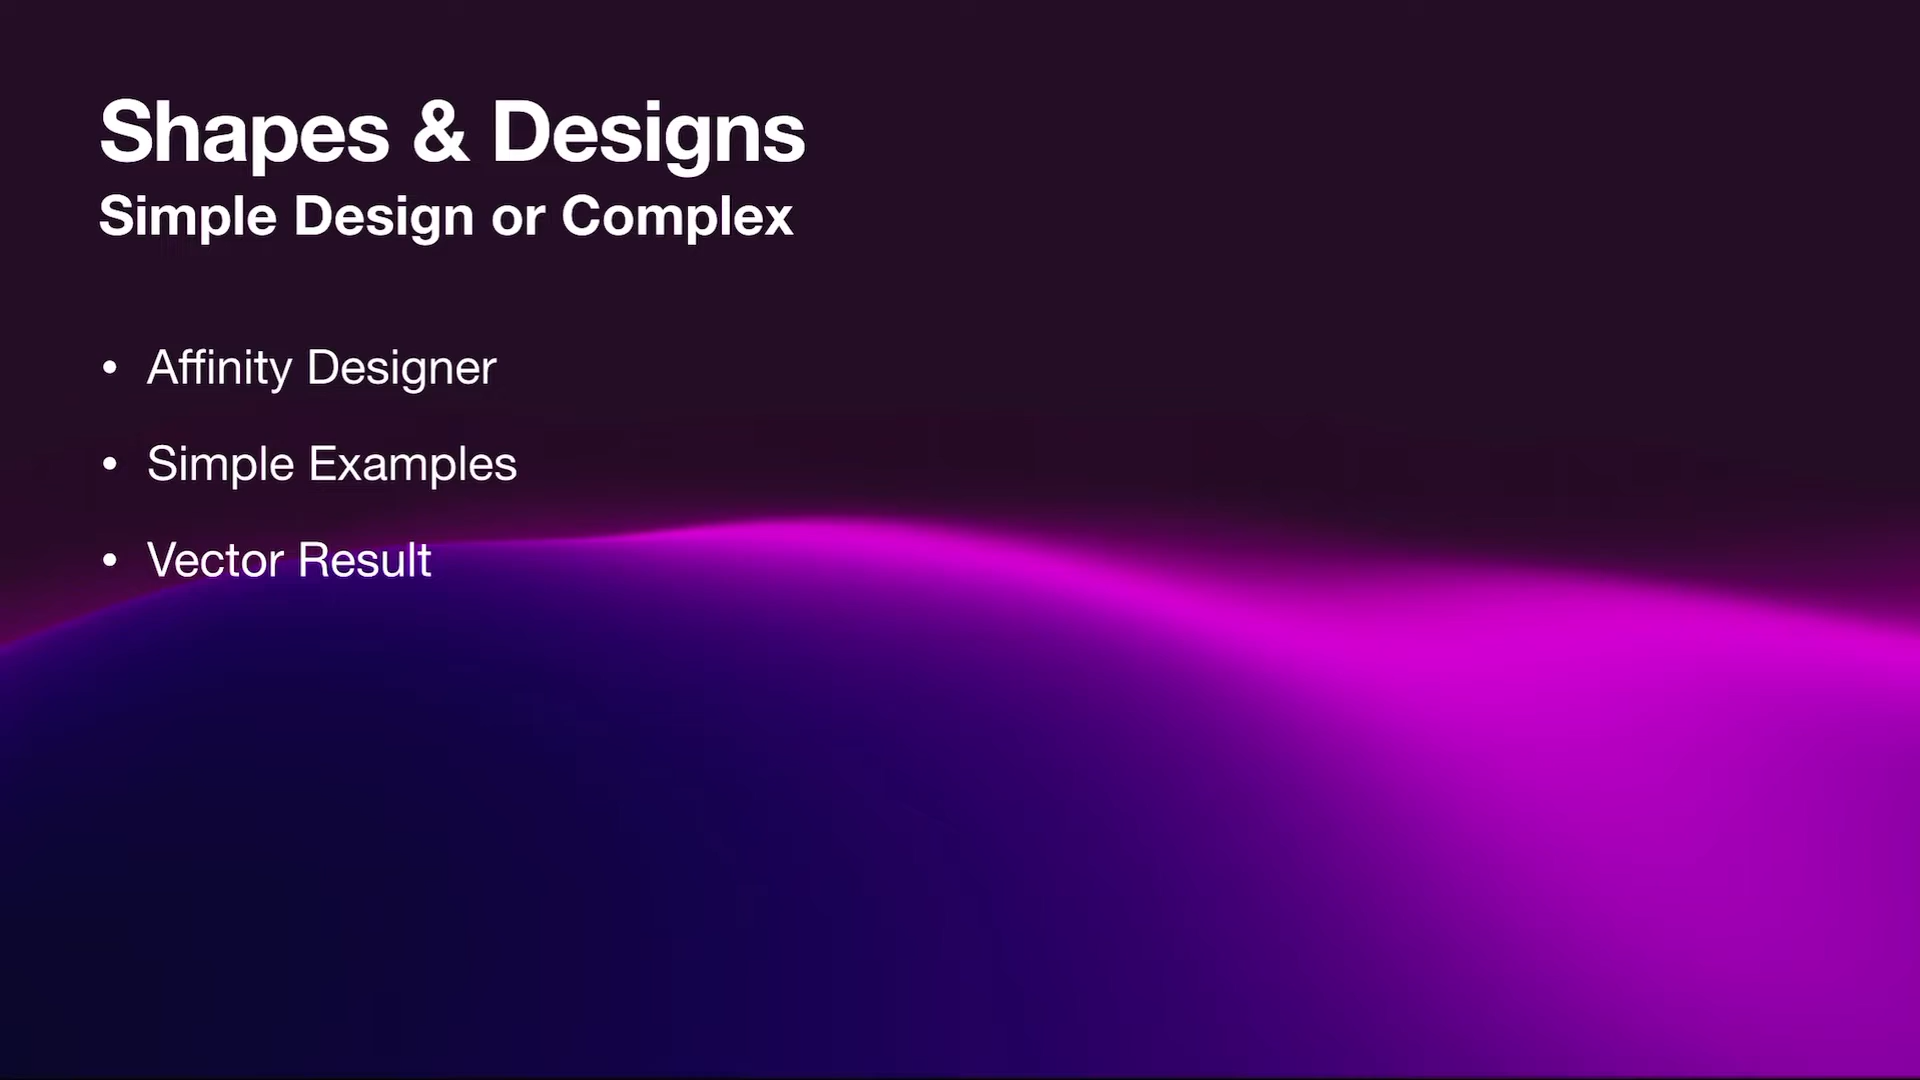 Shapes & Designs
Simple Design or Complex
• Affinity Designer
• Simple Examples
• Vector Result